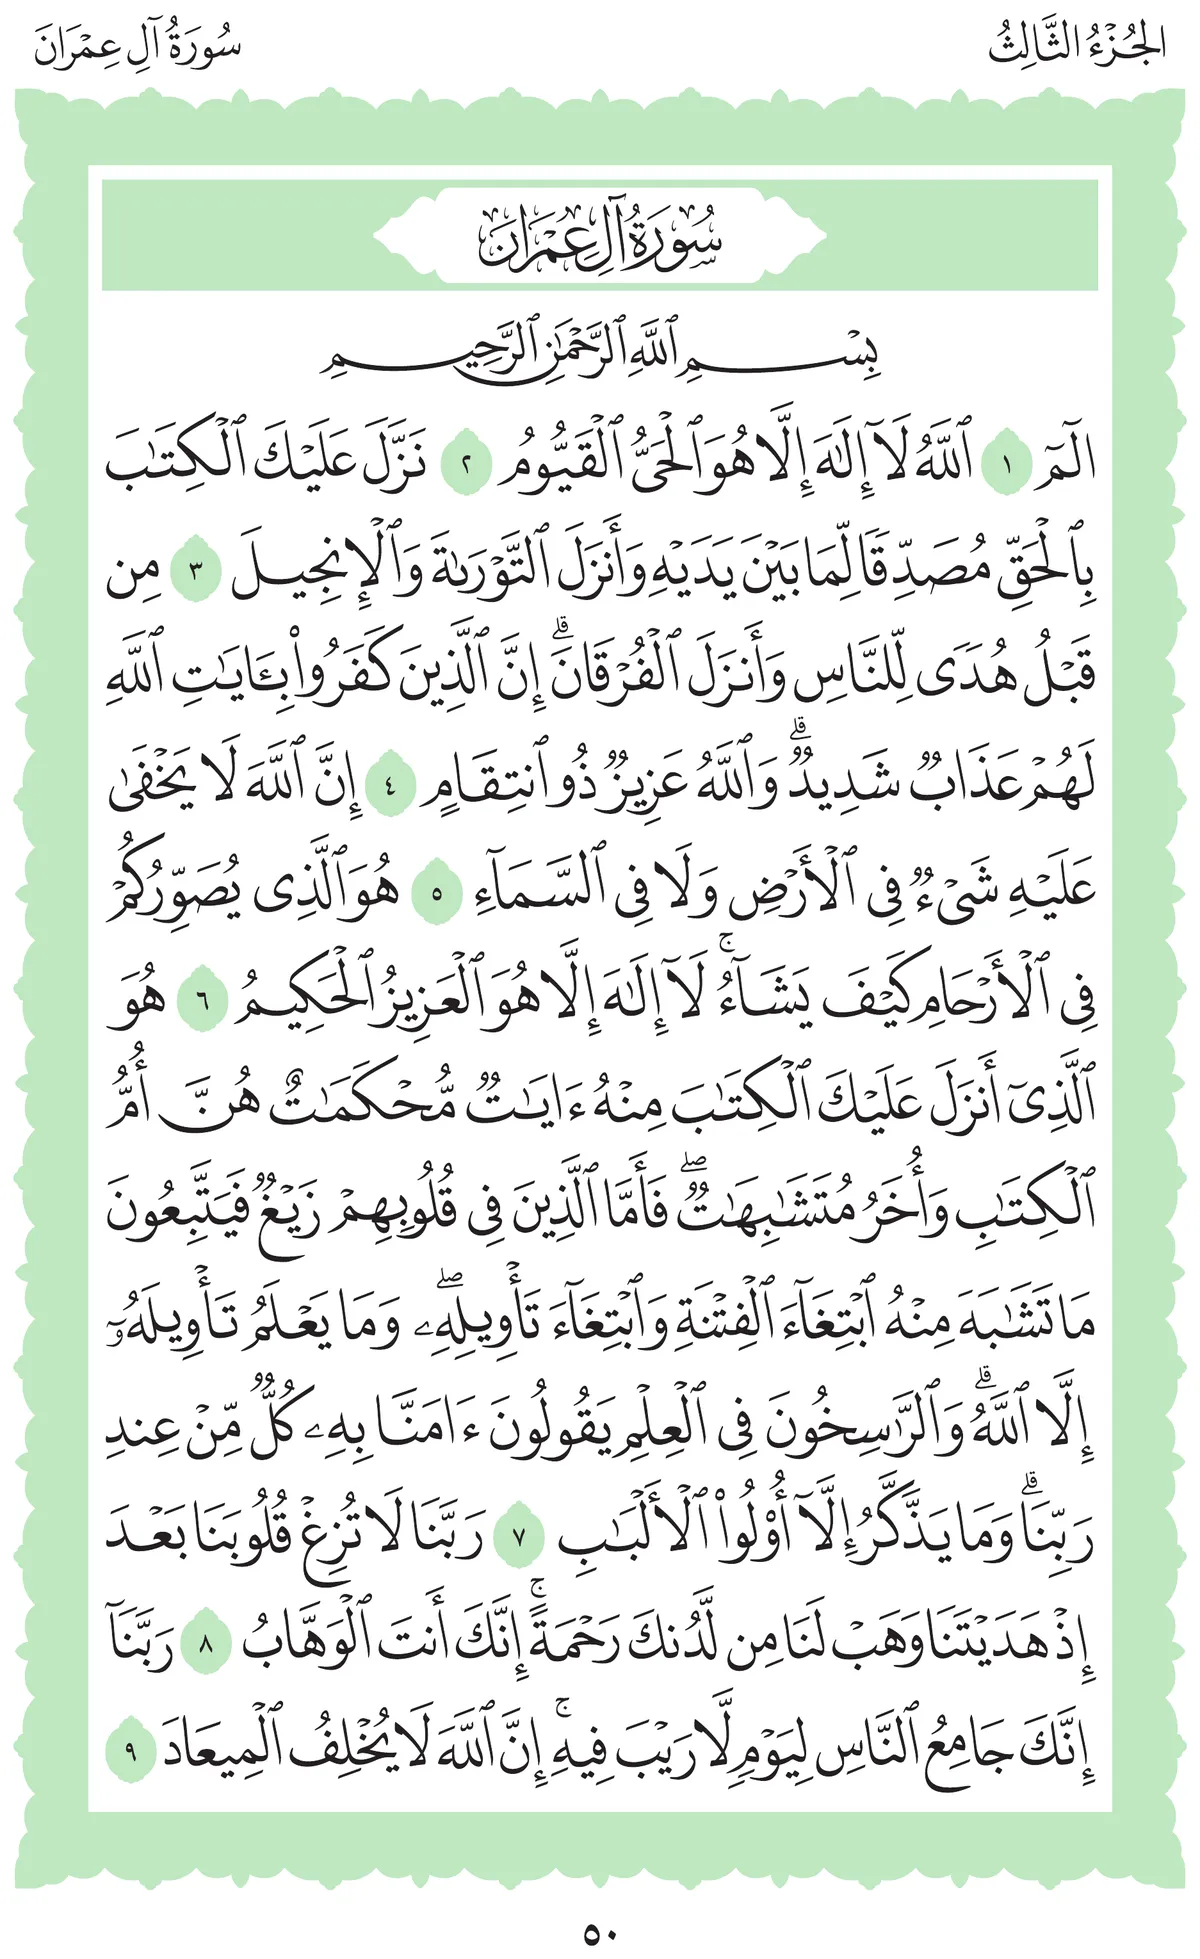 الجُزْءُ الثَّالِثُ
سُورَةُ آلِ عِمْرَانَ
سُورَةُ آلِ عِمْرَانَ
بِسْمِ ٱللَّهِ ٱلرَّحْمَٰنِ ٱلرَّحِيمِ
الٓمٓ ١ ٱللَّهُ لَآ إِلَٰهَ إِلَّا هُوَ ٱلْحَىُّ ٱلْقَيُّومُ ٢ نَزَّلَ عَلَيْكَ ٱلْكِتَٰبَ
بِٱلْحَقِّ مُصَدِّقًا لِّمَا بَيْنَ يَدَيْهِ وَأَنزَلَ ٱلتَّوْرَىٰةَ وَٱلْإِنجِيلَ ٣ مِن
قَبْلُ هُدًى لِّلنَّاسِ وَأَنزَلَ ٱلْفُرْقَانَ ۗ إِنَّ ٱلَّذِينَ كَفَرُوا۟ بِـَٔايَٰتِ ٱللَّهِ
لَهُمْ عَذَابٌ شَدِيدٌ ۗ وَٱللَّهُ عَزِيزٌ ذُو ٱنتِقَامٍ ٤ إِنَّ ٱللَّهَ لَا يَخْفَىٰ
عَلَيْهِ شَىْءٌ فِى ٱلْأَرْضِ وَلَا فِى ٱلسَّمَآءِ ٥ هُوَ ٱلَّذِى يُصَوِّرُكُمْ
فِى ٱلْأَرْحَامِ كَيْفَ يَشَآءُ ۚ لَآ إِلَٰهَ إِلَّا هُوَ ٱلْعَزِيزُ ٱلْحَكِيمُ ٦ هُوَ
ٱلَّذِىٓ أَنزَلَ عَلَيْكَ ٱلْكِتَٰبَ مِنْهُ ءَايَٰتٌ مُّحْكَمَٰتٌ هُنَّ أُمُّ
ٱلْكِتَٰبِ وَأُخَرُ مُتَشَٰبِهَٰتٌ ۖ فَأَمَّا ٱلَّذِينَ فِى قُلُوبِهِمْ زَيْغٌ فَيَتَّبِعُونَ
مَا تَشَٰبَهَ مِنْهُ ٱبْتِغَآءَ ٱلْفِتْنَةِ وَٱبْتِغَآءَ تَأْوِيلِهِۦ ۖ وَمَا يَعْلَمُ تَأْوِيلَهُۥٓ
إِلَّا ٱللَّهُ ۗ وَٱلرَّٰسِخُونَ فِى ٱلْعِلْمِ يَقُولُونَ ءَامَنَّا بِهِۦ كُلٌّ مِّنْ عِندِ
رَبِّنَا ۗ وَمَا يَذَّكَّرُ إِلَّآ أُو۟لُوا۟ ٱلْأَلْبَٰبِ ٧ رَبَّنَا لَا تُزِغْ قُلُوبَنَا بَعْدَ
إِذْ هَدَيْتَنَا وَهَبْ لَنَا مِن لَّدُنكَ رَحْمَةً ۚ إِنَّكَ أَنتَ ٱلْوَهَّابُ ٨ رَبَّنَآ
إِنَّكَ جَامِعُ ٱلنَّاسِ لِيَوْمٍ لَّا رَيْبَ فِيهِ ۚ إِنَّ ٱللَّهَ لَا يُخْلِفُ ٱلْمِيعَادَ ٩
٥٠